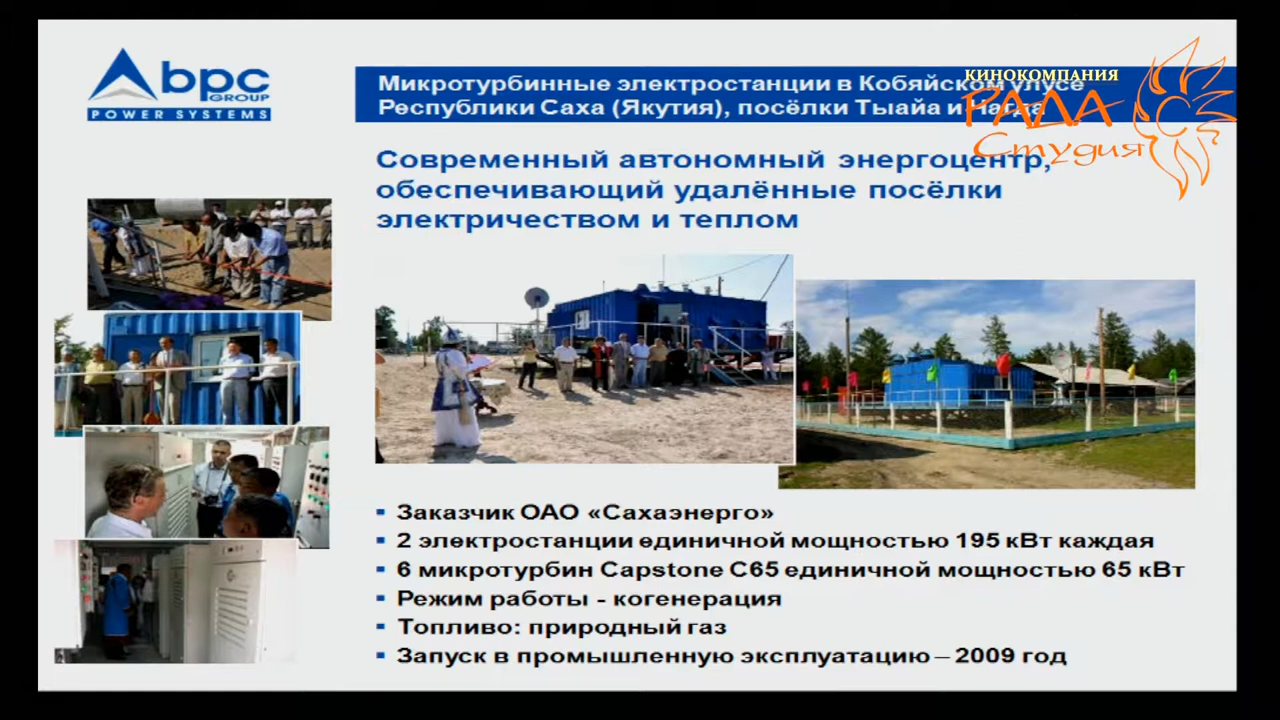 bpc
GROUP
POWER SYSTEMS
Микротурбинные электростанции в Кобяйском улусе
Республики Саха (Якутия), посёлки Тыайа и
КИНОКОМПАНИЯ
РАДА
Студия
Современный автономный энергоцентр,
обеспечивающий удалённые посёлки
электричеством и теплом
▪ Заказчик ОАО «Сахаэнерго»
▪ 2 электростанции единичной мощностью 195 кВт каждая
▪ 6 микротурбин Capstone C65 единичной мощностью 65 кВт
▪ Режим работы - когенерация
▪ Топливо: природный газ
▪ Запуск в промышленную эксплуатацию – 2009 год